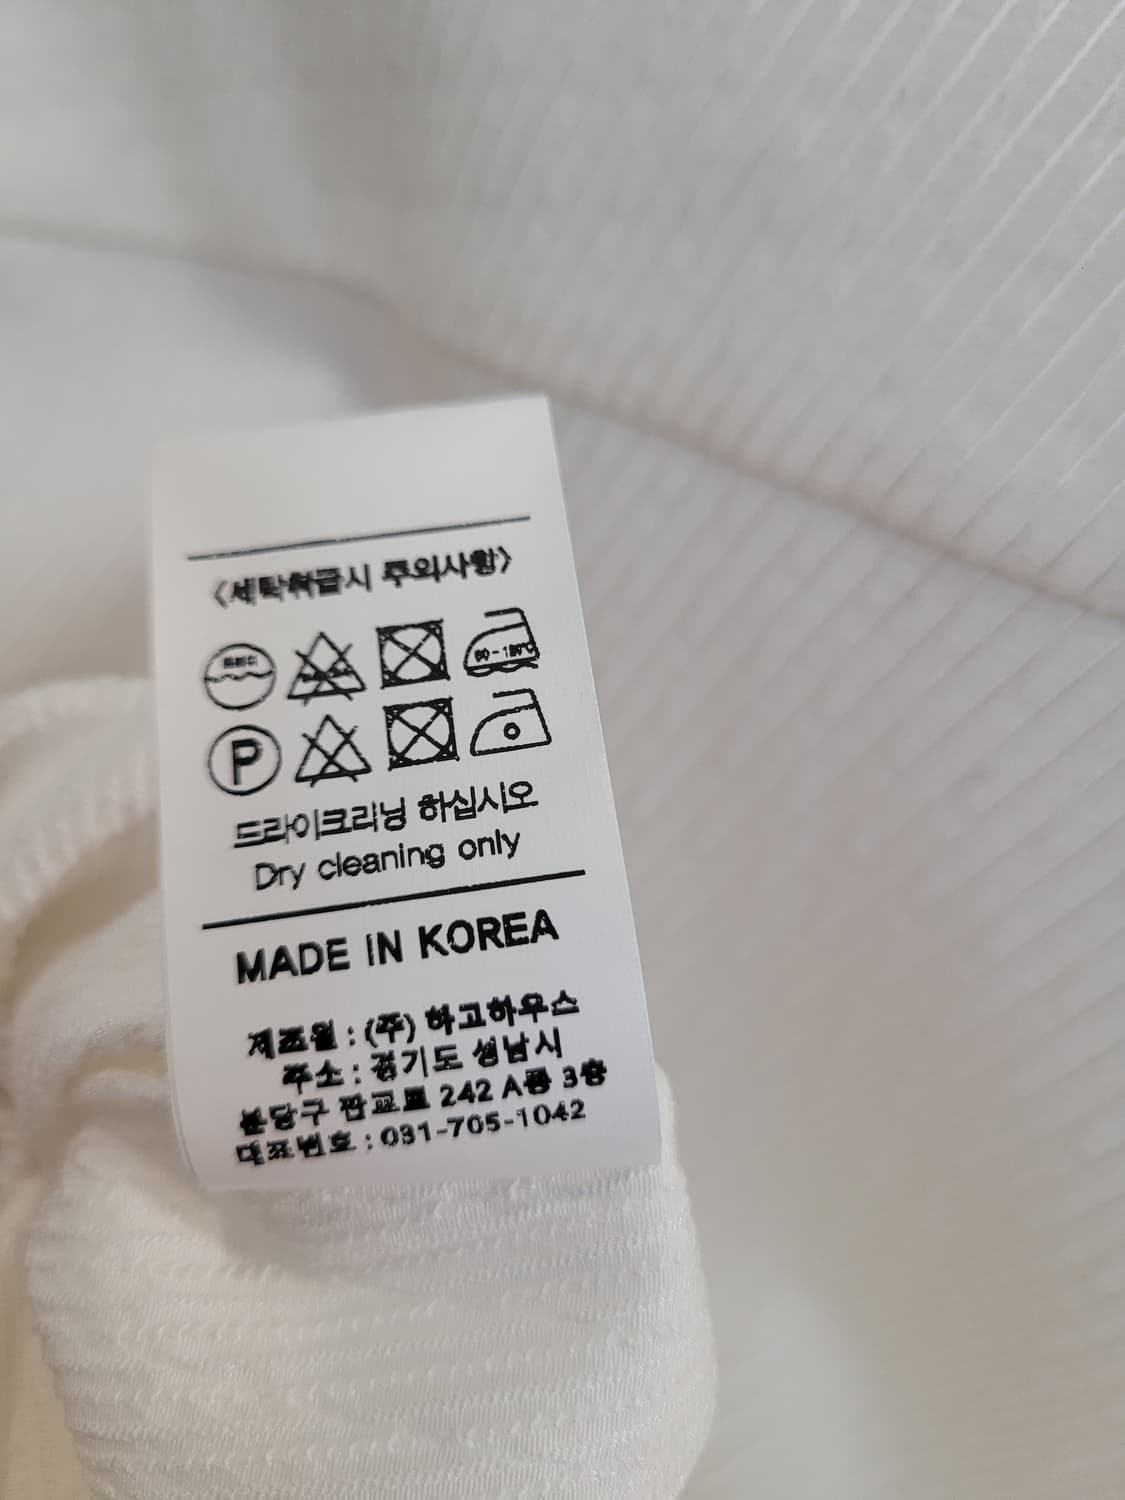 <세탁취급시 주의사항>
P
드라이크리닝 하십시오
Dry cleaning only
MADE IN KOREA
제조원 : (주) 하고하우스
주소 : 경기도 성남시
분당구 판교로 242 A동 3층
대표번호 : 031-705-1042